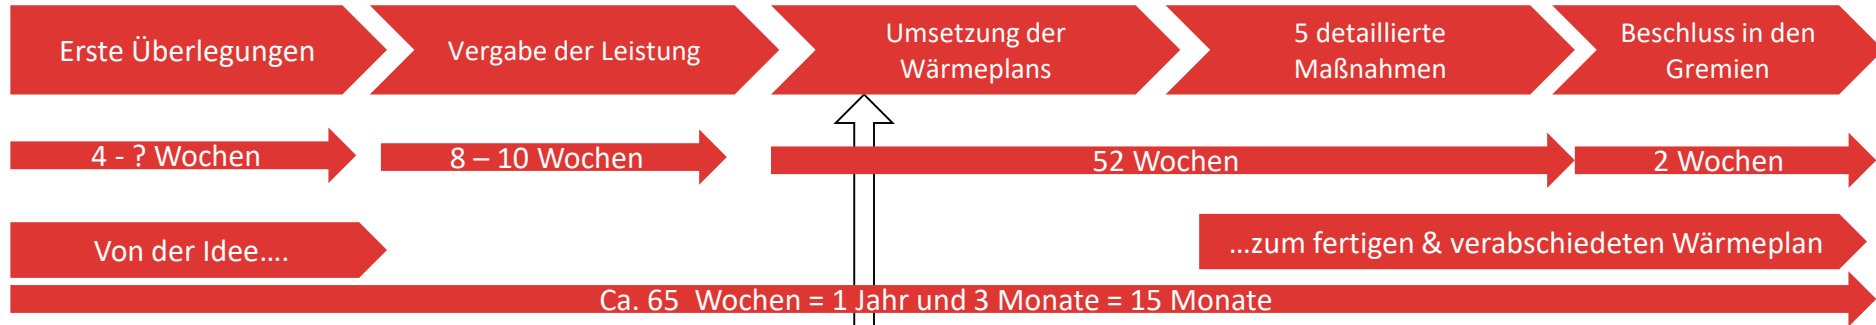 Erste Überlegungen
Vergabe der Leistung
Umsetzung der
Wärmeplans
5 detaillierte
Maßnahmen
Beschluss in den
Gremien
4 - ? Wochen
8 – 10 Wochen
52 Wochen
2 Wochen
Von der Idee....
...zum fertigen & verabschiedeten Wärmeplan
Ca. 65 Wochen = 1 Jahr und 3 Monate = 15 Monate